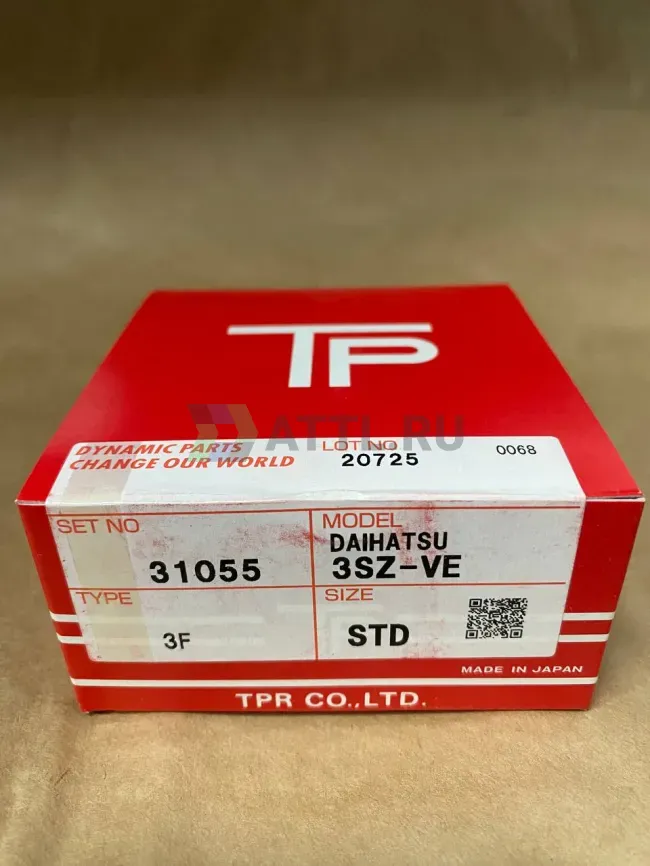 TP
ATTI.RU
DYNAMIC PARTS
CHANGE OUR WORLD
LOT NO
20725
0068
SET NO
31055
MODEL
DAIHATSU
3SZ-VE
TYPE
3F
SIZE
STD
MADE IN JAPAN
TPR CO.,LTD.